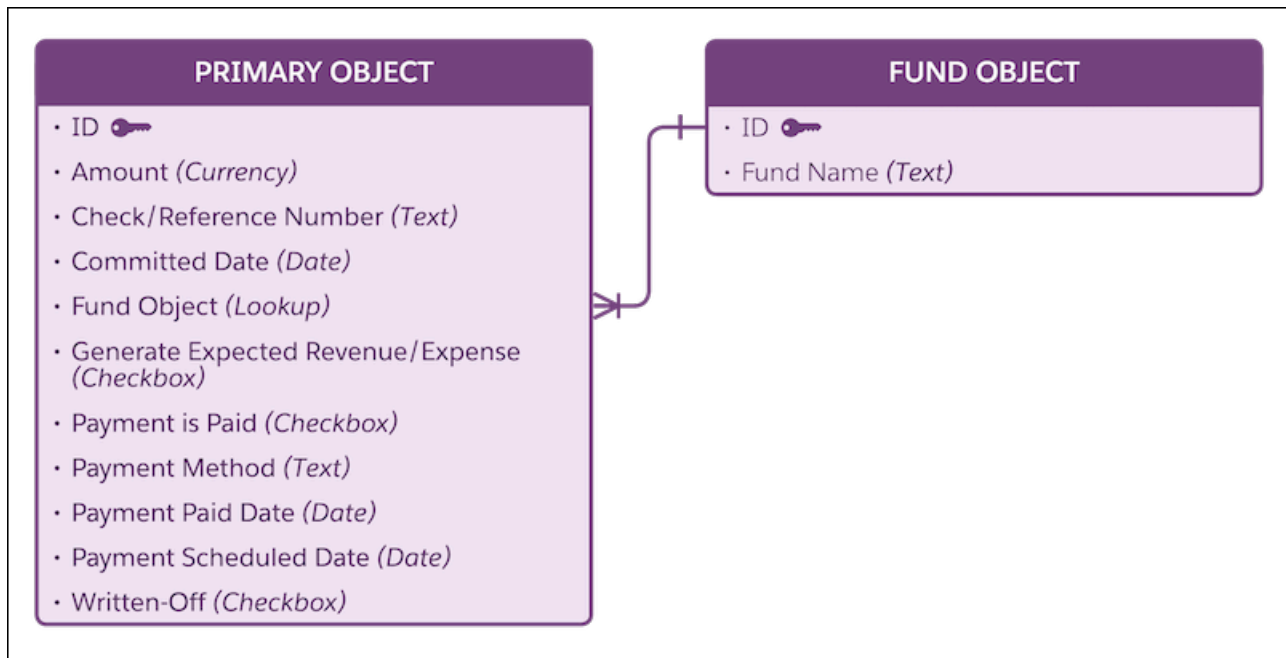 PRIMARY OBJECT
· ID
· Amount (Currency)
· Check/Reference Number (Text)
· Committed Date (Date)
· Fund Object (Lookup)
· Generate Expected Revenue/Expense
(Checkbox)
· Payment is Paid (Checkbox)
· Payment Method (Text)
· Payment Paid Date (Date)
· Payment Scheduled Date (Date)
· Written-Off (Checkbox)
FUND OBJECT
· ID
· Fund Name (Text)